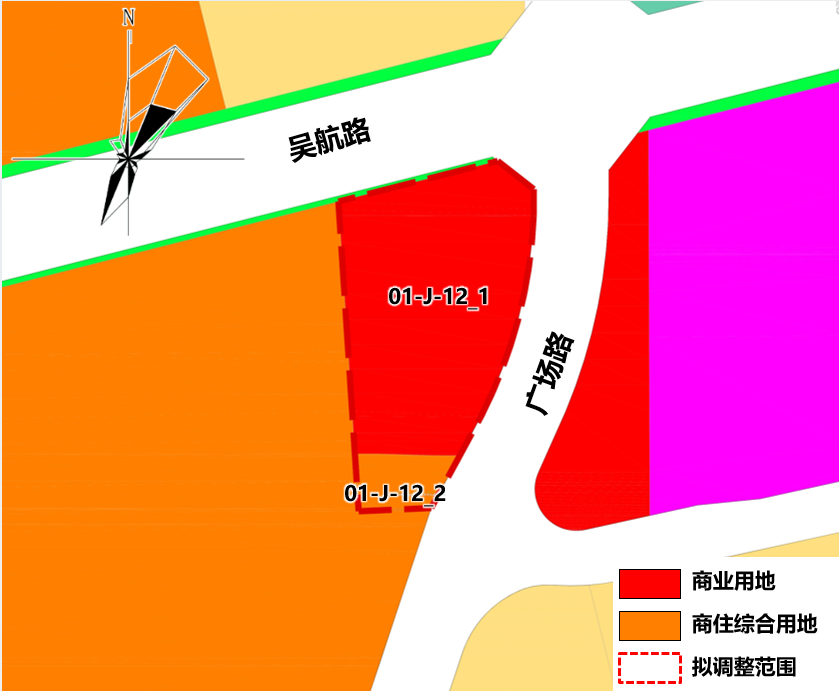 N
吴航路
01-J-12_1
广场路
01-J-12_2
商业用地
商住综合用地
拟调整范围